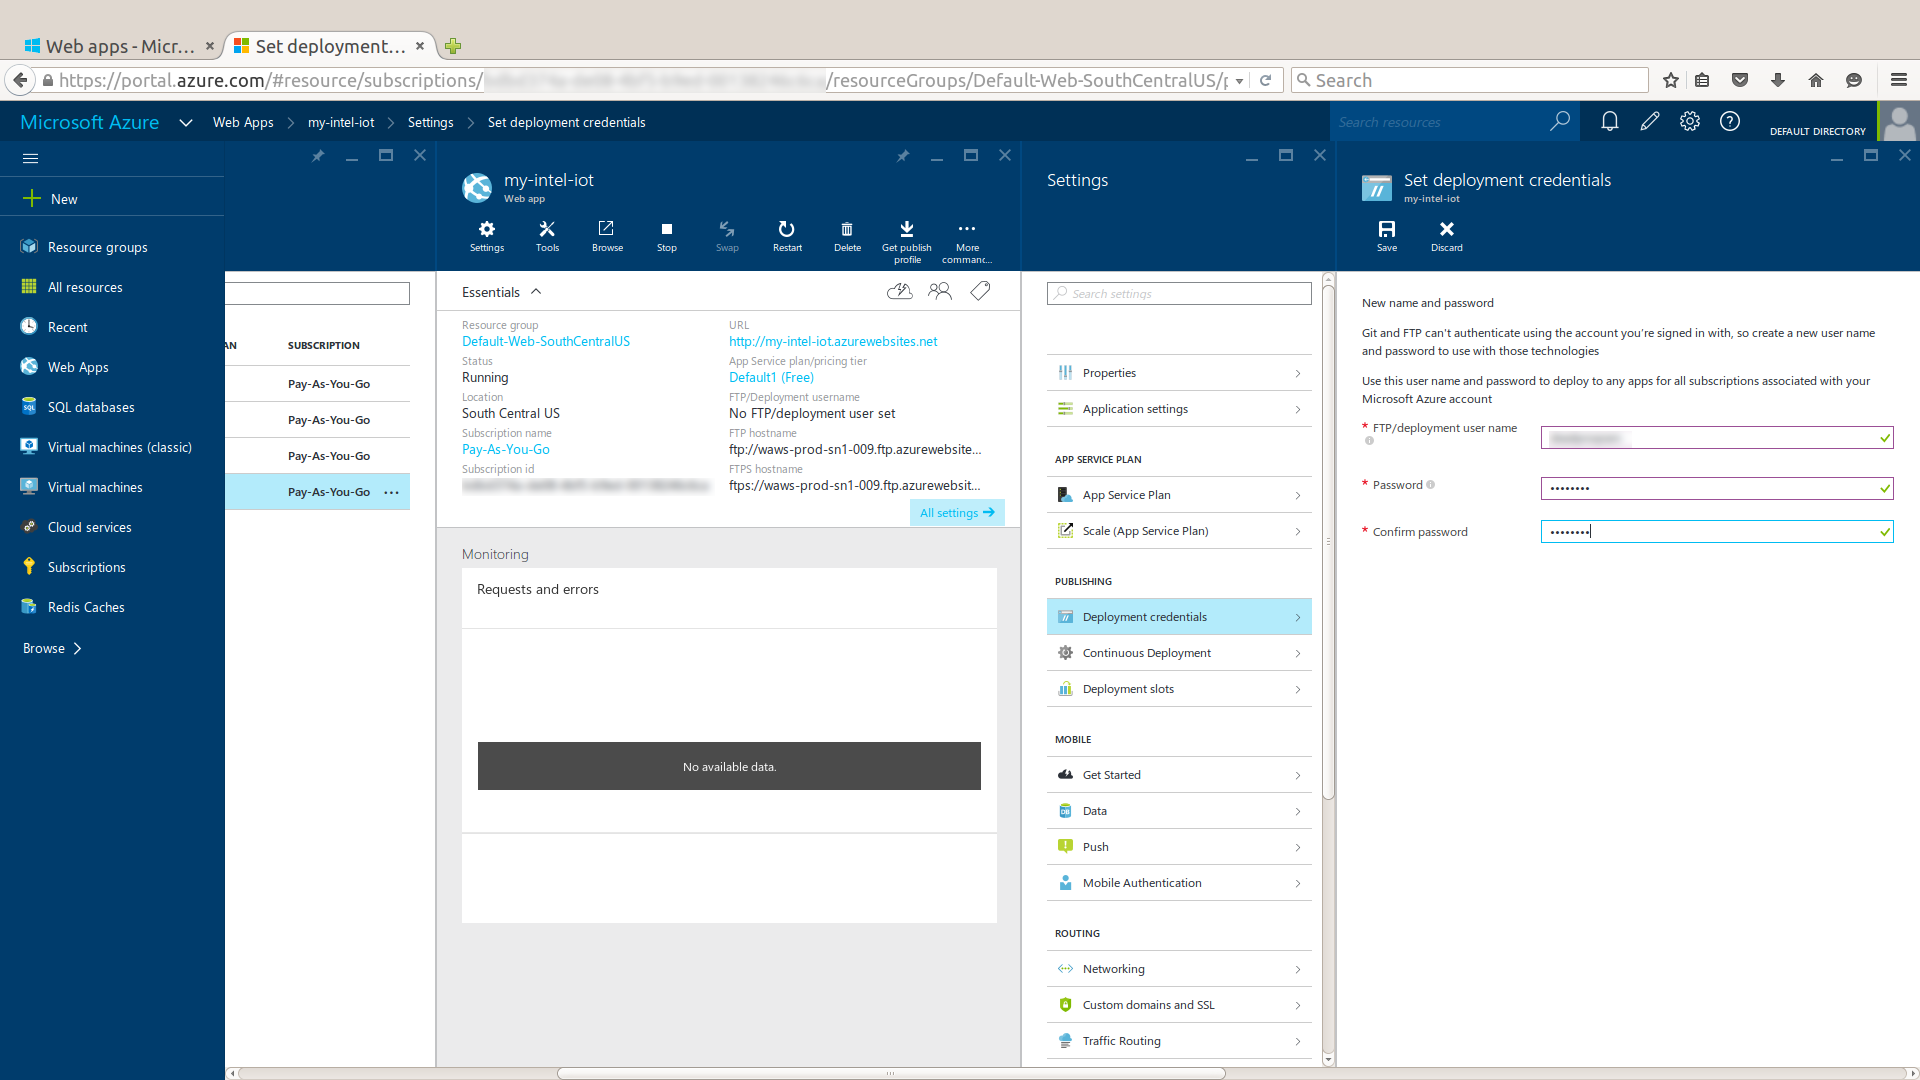 Web apps - Micr...
Set deployment...
https://portal.azure.com/#resource/subscriptions/
/resourceGroups/Default-Web-SouthCentralUS/p
Search
Microsoft Azure
Web Apps
my-intel-iot
Settings
Set deployment credentials
Search resources
DEFAULT DIRECTORY
New
Resource groups
All resources
Recent
Web Apps
SQL databases
Virtual machines (classic)
Virtual machines
Cloud services
Subscriptions
Redis Caches
Browse
AN
SUBSCRIPTION
Pay-As-You-Go
Pay-As-You-Go
Pay-As-You-Go
Pay-As-You-Go ...
my-intel-iot
Web app
Settings
Tools
Browse
Stop
Swap
Restart
Delete
Get publish profile
More commanc...
Essentials
Resource group
Default-Web-SouthCentralUS
Status
Running
Location
South Central US
Subscription name
Pay-As-You-Go
Subscription id
URL
http://my-intel-iot.azurewebsites.net
App Service plan/pricing tier
Default1 (Free)
FTP/Deployment username
No FTP/deployment user set
FTP hostname
ftp://waws-prod-sn1-009.ftp.azurewebsite...
FTPS hostname
ftps://waws-prod-sn1-009.ftp.azurewebsit...
All settings
Monitoring
Requests and errors
No available data.
Settings
Search settings
Properties
Application settings
APP SERVICE PLAN
App Service Plan
Scale (App Service Plan)
PUBLISHING
Deployment credentials
Continuous Deployment
Deployment slots
MOBILE
Get Started
Data
Push
Mobile Authentication
ROUTING
Networking
Custom domains and SSL
Traffic Routing
Set deployment credentials
my-intel-iot
Save
Discard
New name and password
Git and FTP can't authenticate using the account you're signed in with, so create a new user name
and password to use with those technologies
Use this user name and password to deploy to any apps for all subscriptions associated with your
Microsoft Azure account
* FTP/deployment user name
* Password
••••••••
* Confirm password
••••••••